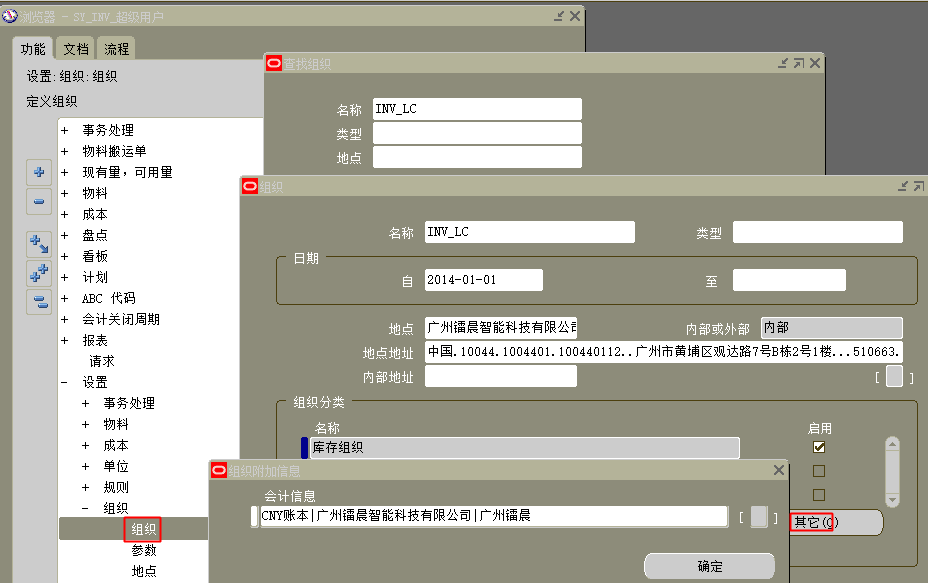 浏览器 - SY_INV_超级用户
功能 文档 流程
设置:组织:组织
定义组织
+ 事务处理
+ 物料搬运单
+ 现有量，可用量
+ 物料
+ 成本
+ 盘点
+ 看板
+ 计划
+ ABC 代码
+ 会计关闭周期
+ 报表
请求
- 设置
+ 事务处理
+ 物料
+ 成本
+ 单位
+ 规则
- 组织
组织
参数
地点
查找组织
名称 INV_LC
类型
地点
组织
名称 INV_LC 类型
日期
自 2014-01-01 至
地点 广州镭晨智能科技有限公司 内部或外部 内部
地点地址 中国.10044.1004401.100440112..广州市黄埔区观达路7号B栋2号1楼...510663.
内部地址 [ ]
组织分类
名称 启用
库存组织
其它(O)
组织附加信息
会计信息
CNY账本|广州镭晨智能科技有限公司|广州镭晨 [ ]
确定